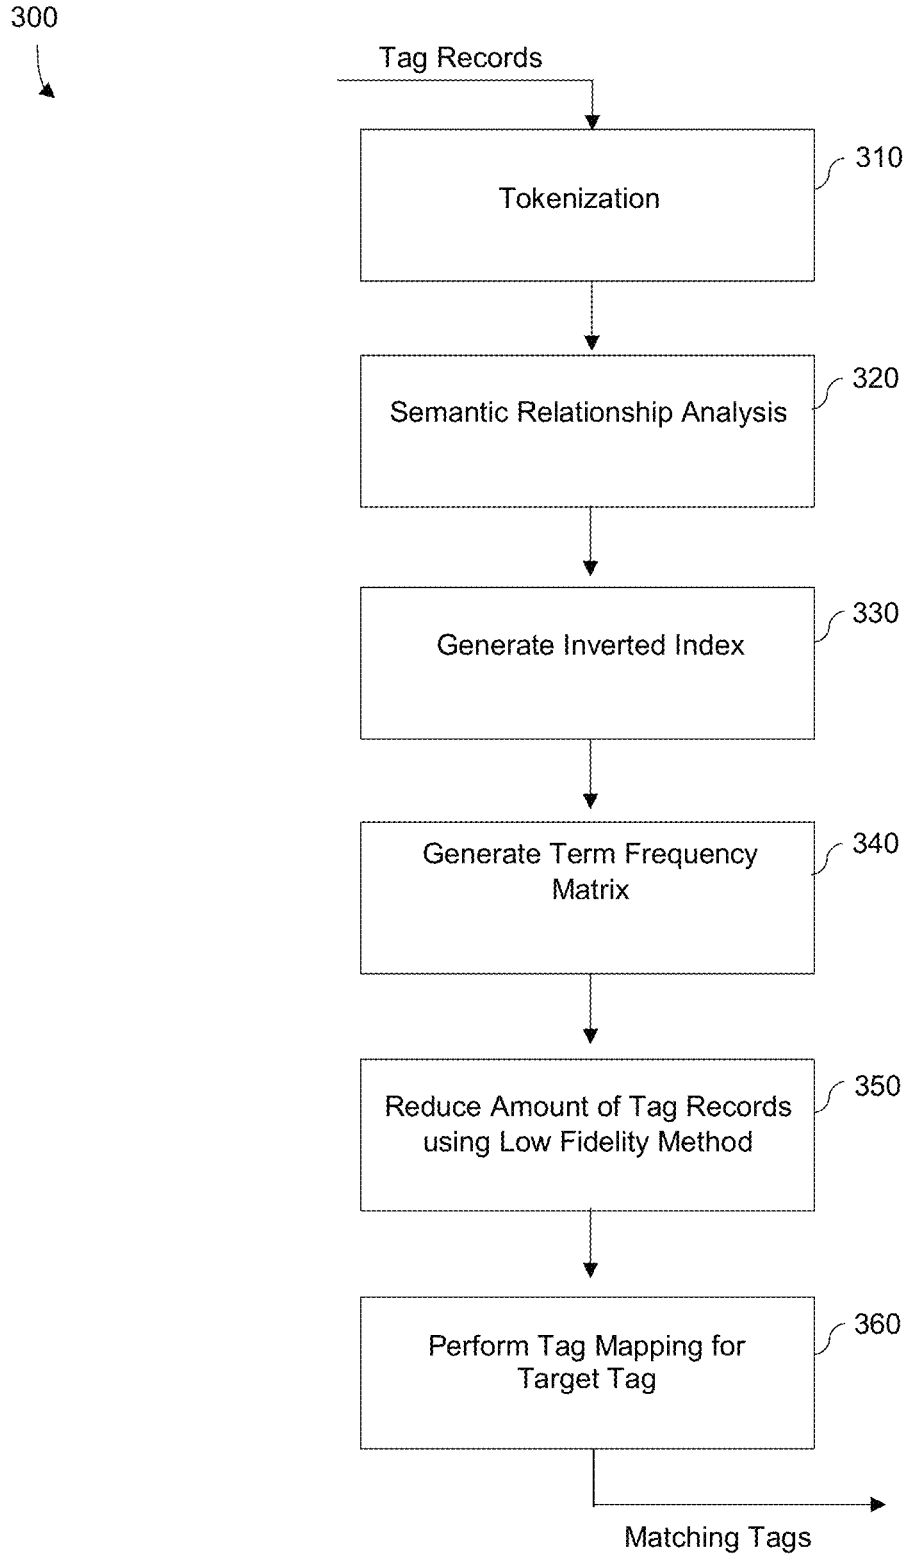 300
Tag Records
310
Tokenization
320
Semantic Relationship Analysis
330
Generate Inverted Index
340
Generate Term Frequency
Matrix
350
Reduce Amount of Tag Records
using Low Fidelity Method
360
Perform Tag Mapping for
Target Tag
Matching Tags